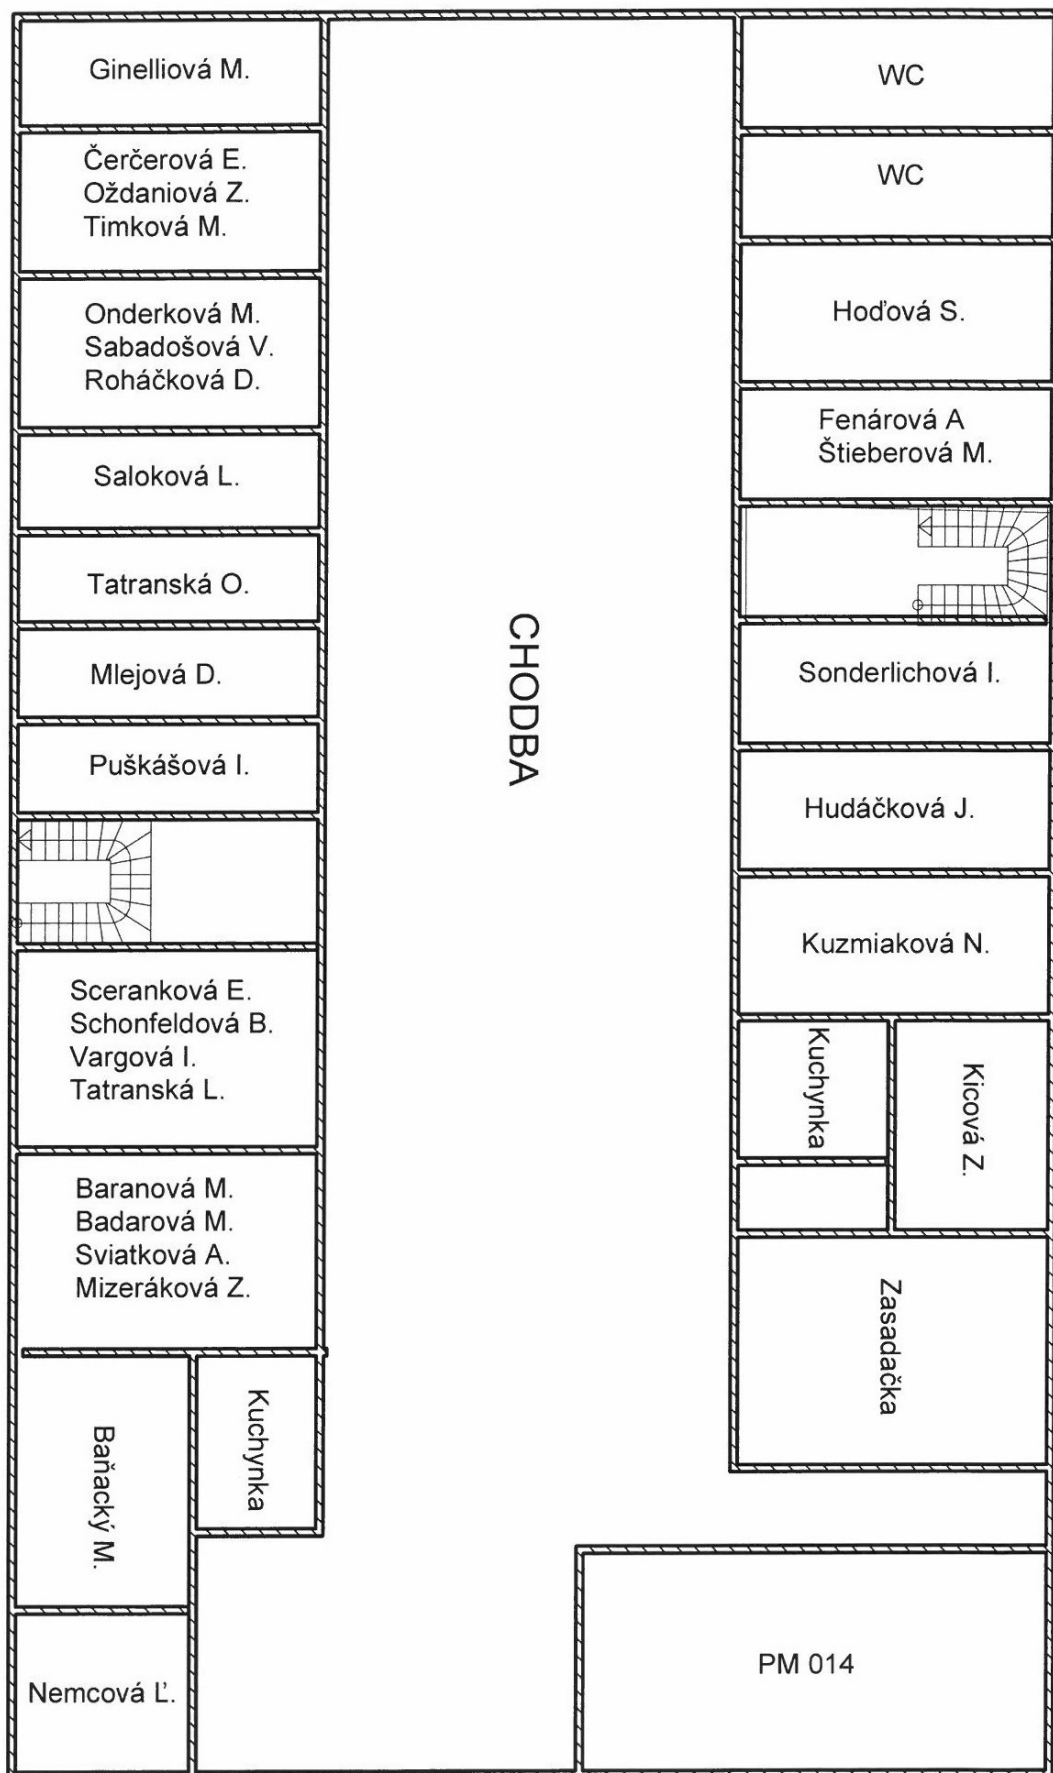 Ginelliová M.
Čerčerová E.
Oždaniová Z.
Timková M.
Onderková M.
Sabadošová V.
Roháčková D.
Saloková L.
Tatranská O.
Mlejová D.
Puškášová I.
Sceranková E.
Schonfeldová B.
Vargová I.
Tatranská L.
Baranová M.
Badarová M.
Sviatková A.
Mizeráková Z.
Baňacký M.
Kuchynka
Nemcová Ľ.
CHODBA
WC
WC
Hoďová S.
Fenárová A
Štieberová M.
Sonderlichová I.
Hudáčková J.
Kuzmiaková N.
Kuchynka
Kicová Z.
Zasadačka
PM 014